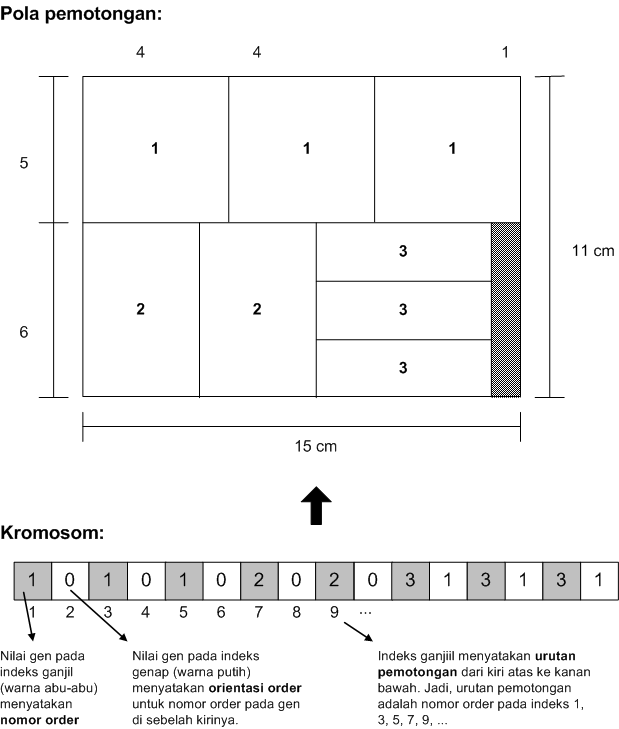 Pola pemotongan:
4 4 1
5
1 1 1
11 cm
6
2 2
3
3
3
15 cm
Kromosom:
1 0 1 0 1 0 2 0 2 0 3 1 3 1 3 1
1 2 3 4 5 6 7 8 9 ...
Nilai gen pada
indeks ganjil
(warna abu-abu)
menyatakan
nomor order
Nilai gen pada indeks
genap (warna putih)
menyatakan orientasi order
untuk nomor order pada gen
di sebelah kirinya.
Indeks ganjiil menyatakan urutan
pemotongan dari kiri atas ke kanan
bawah. Jadi, urutan pemotongan
adalah nomor order pada indeks 1,
3, 5, 7, 9, ...